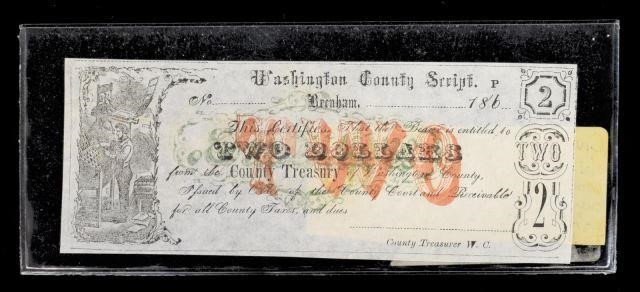 Washington County Script. P
No. Brenham, 186
2
This Certifies, That the Bearer is entitled to
TWO DOLLARS
TWO
TWO
from the County Treasury of Washington County.
Issued by Order of the County Court and Receivable
for all County Taxes, and dues
2
County Treasurer W. C.